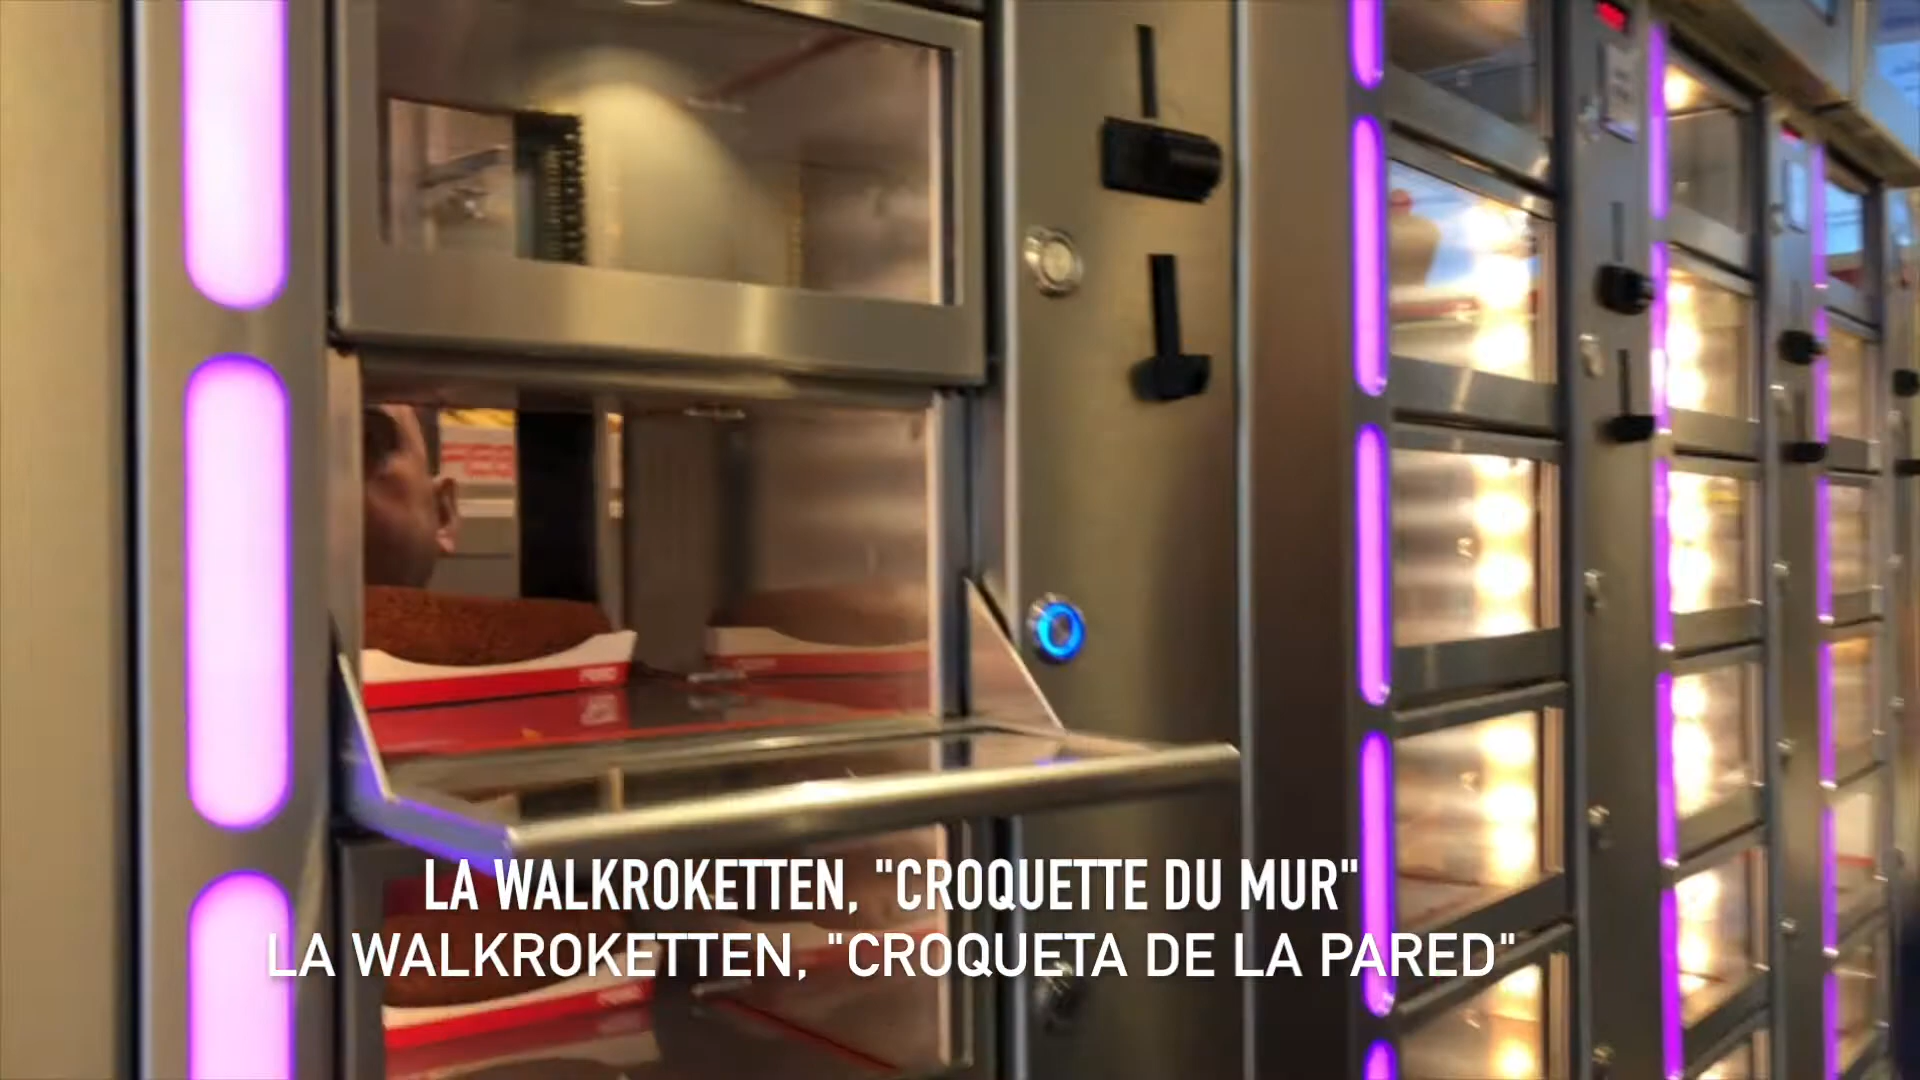 LA WALKROKETTEN, "CROQUETTE DU MUR"
LA WALKROKETTEN, "CROQUETA DE LA PARED"